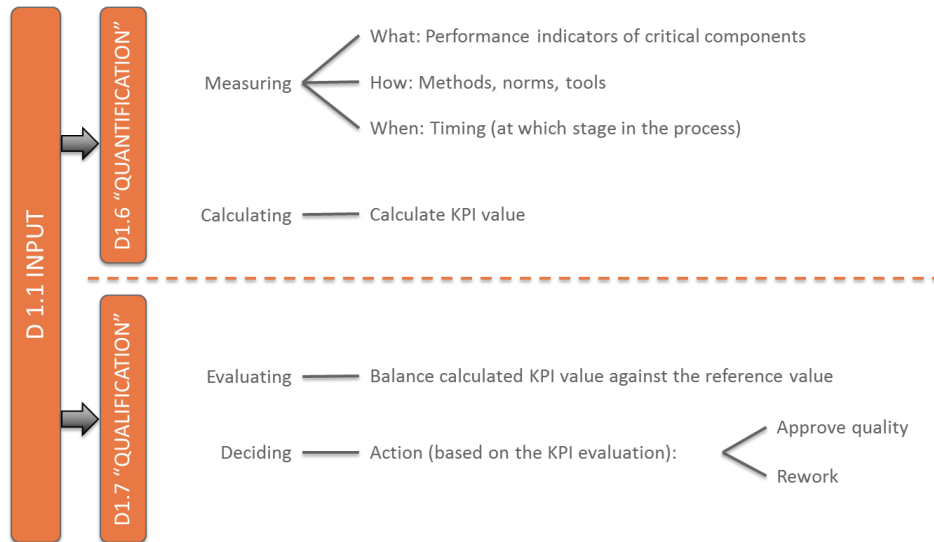 D 1.1 INPUT
D1.6 “QUANTIFICATION”
Measuring
What: Performance indicators of critical components
How: Methods, norms, tools
When: Timing (at which stage in the process)
Calculating
Calculate KPI value
D1.7 “QUALIFICATION”
Evaluating
Balance calculated KPI value against the reference value
Deciding
Action (based on the KPI evaluation):
Approve quality
Rework